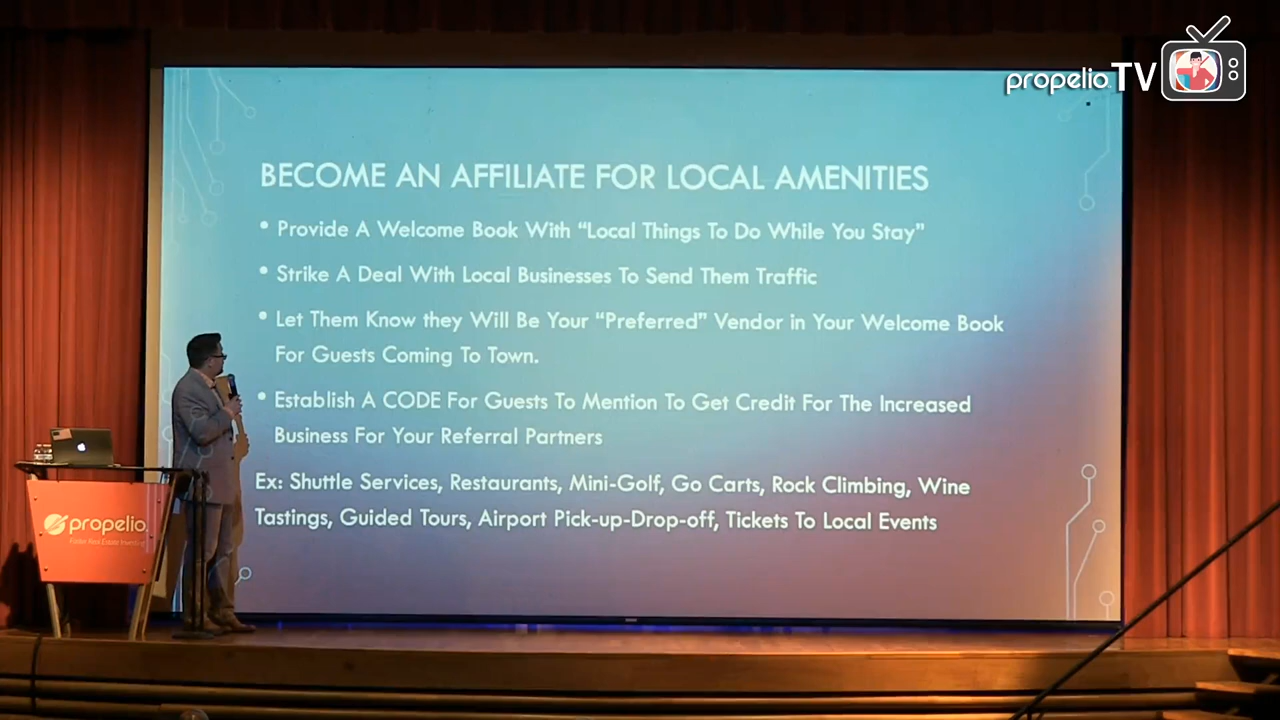 propelio TV
BECOME AN AFFILIATE FOR LOCAL AMENITIES
• Provide A Welcome Book With “Local Things To Do While You Stay”
• Strike A Deal With Local Businesses To Send Them Traffic
• Let Them Know they Will Be Your “Preferred” Vendor in Your Welcome Book
For Guests Coming To Town.
• Establish A CODE For Guests To Mention To Get Credit For The Increased
Business For Your Referral Partners
Ex: Shuttle Services, Restaurants, Mini-Golf, Go Carts, Rock Climbing, Wine
Tastings, Guided Tours, Airport Pick-up-Drop-off, Tickets To Local Events
propelio
Real Estate Investing